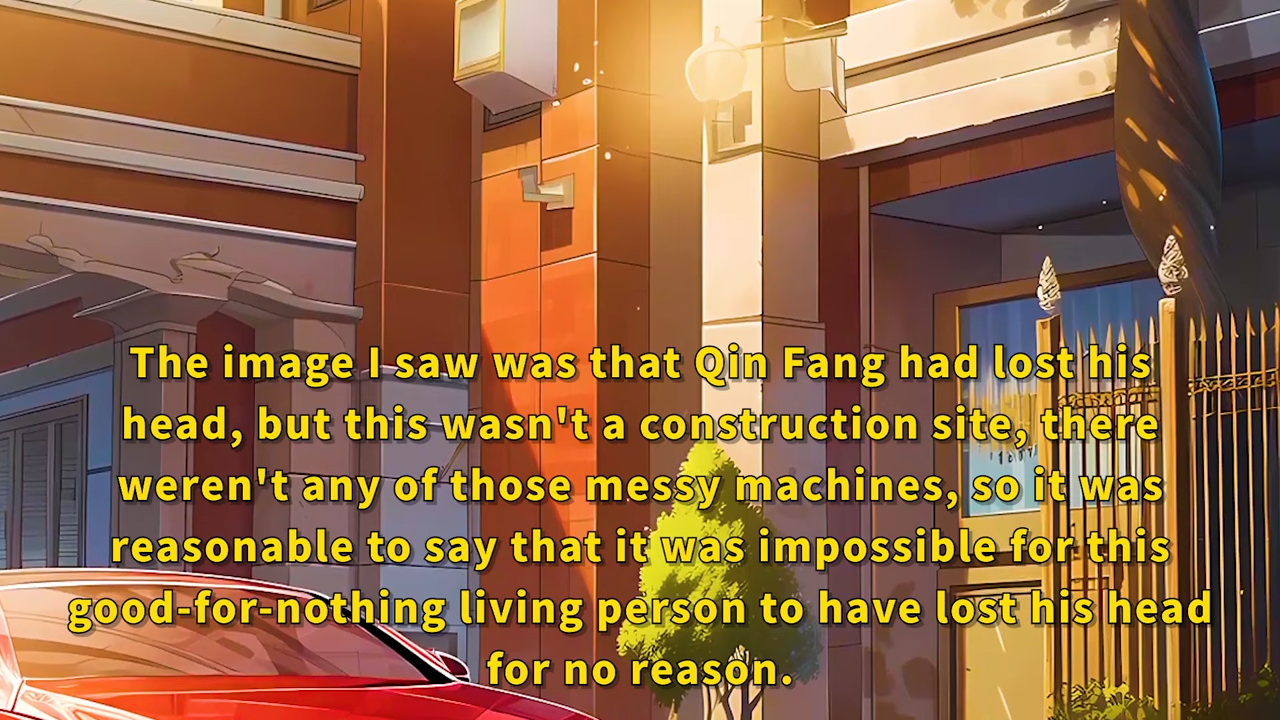 The image I saw was that Qin Fang had lost his
head, but this wasn't a construction site, there
weren't any of those messy machines, so it was
reasonable to say that it was impossible for this
good-for-nothing living person to have lost his head
for no reason.